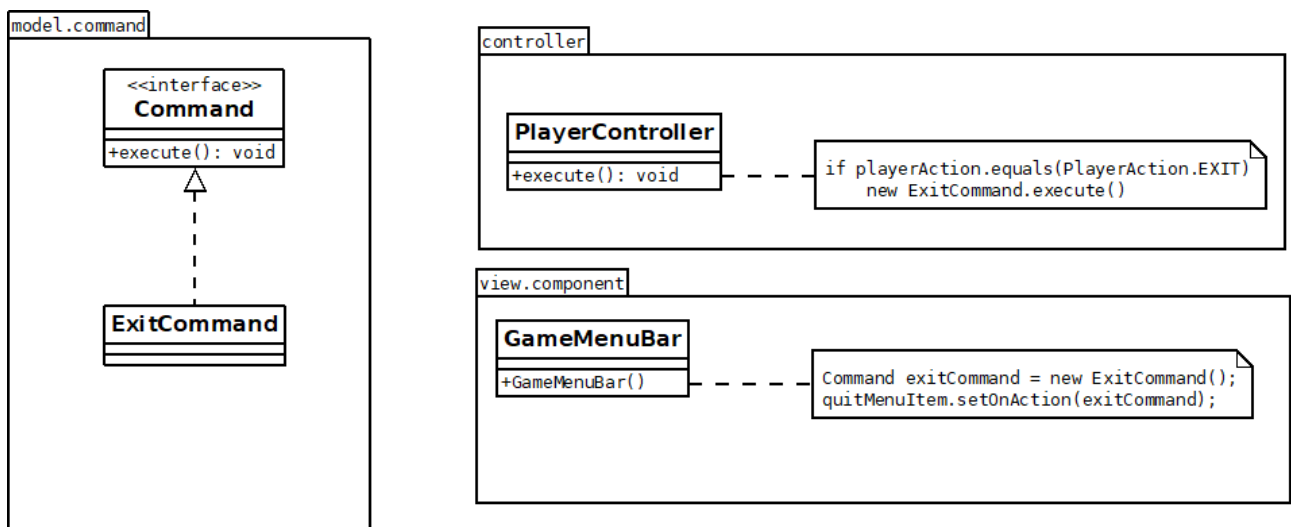 model.command
<<interface>>
Command
+execute(): void
ExitCommand
controller
PlayerController
+execute(): void
if playerAction.equals(PlayerAction.EXIT)
new ExitCommand.execute()
view.component
GameMenuBar
+GameMenuBar()
Command exitCommand = new ExitCommand();
quitMenuItem.setOnAction(exitCommand);